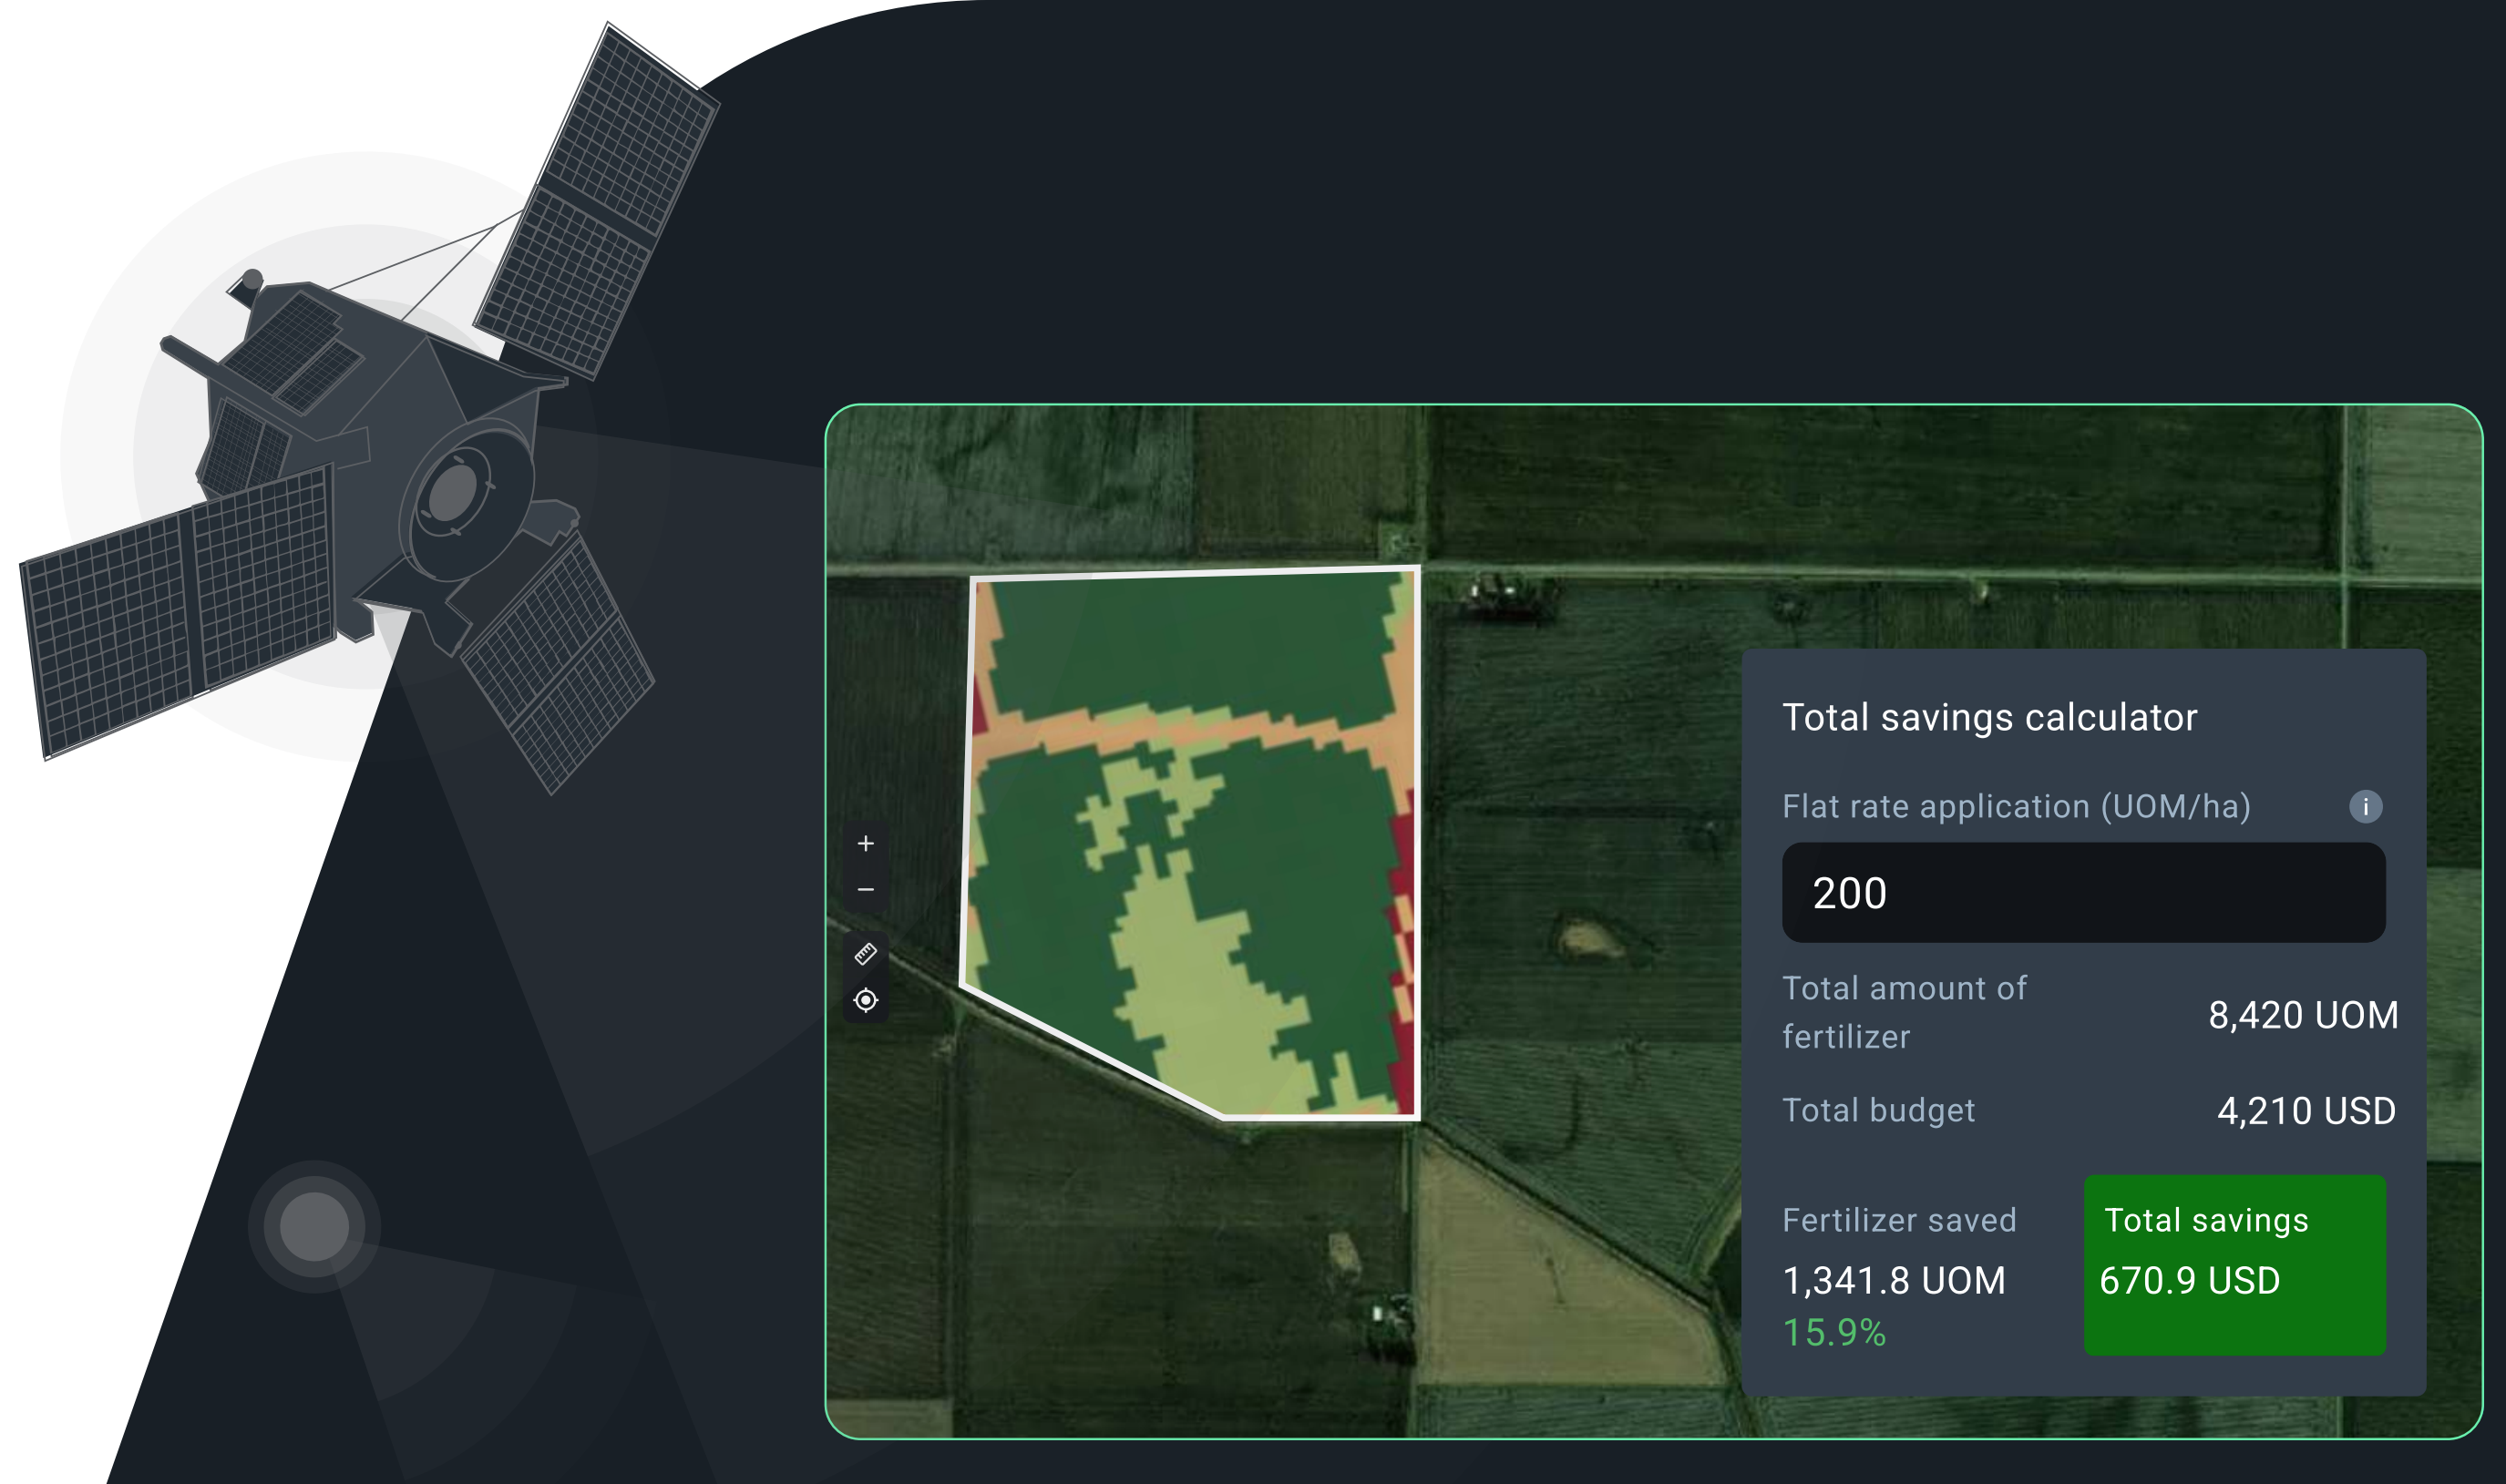 Total savings calculator
Flat rate application (UOM/ha)
i
200
Total amount of
fertilizer
8,420 UOM
Total budget
4,210 USD
Fertilizer saved
1,341.8 UOM
15.9%
Total savings
670.9 USD